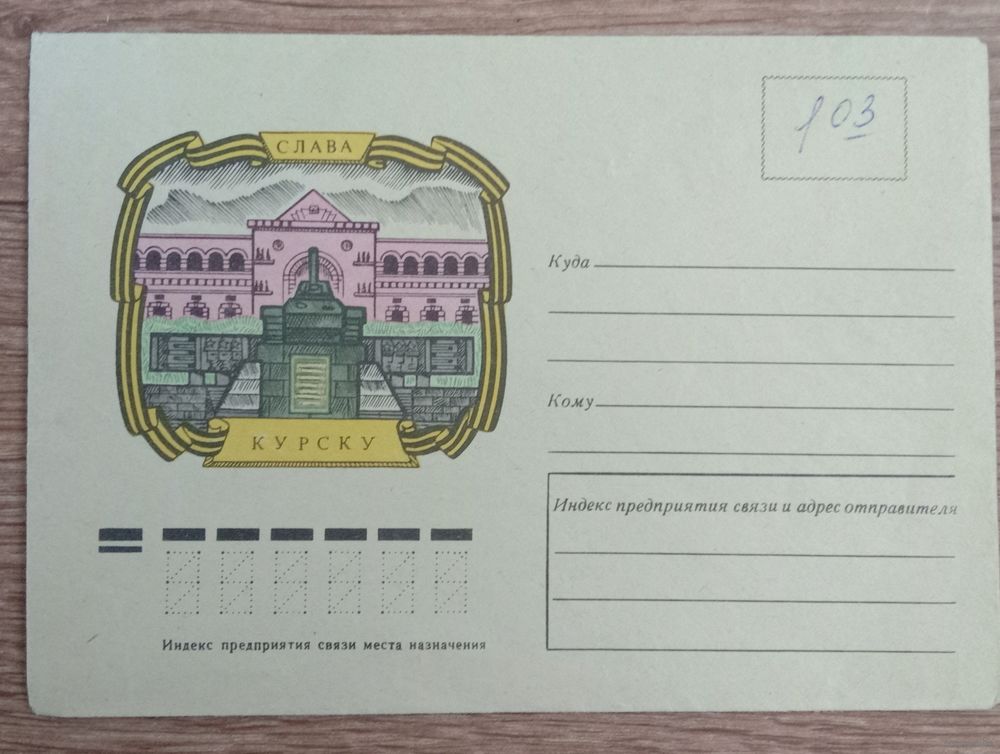 СЛАВА
КУРСКУ
103
Куда
Кому
Индекс предприятия связи и адрес отправителя
Индекс предприятия связи места назначения